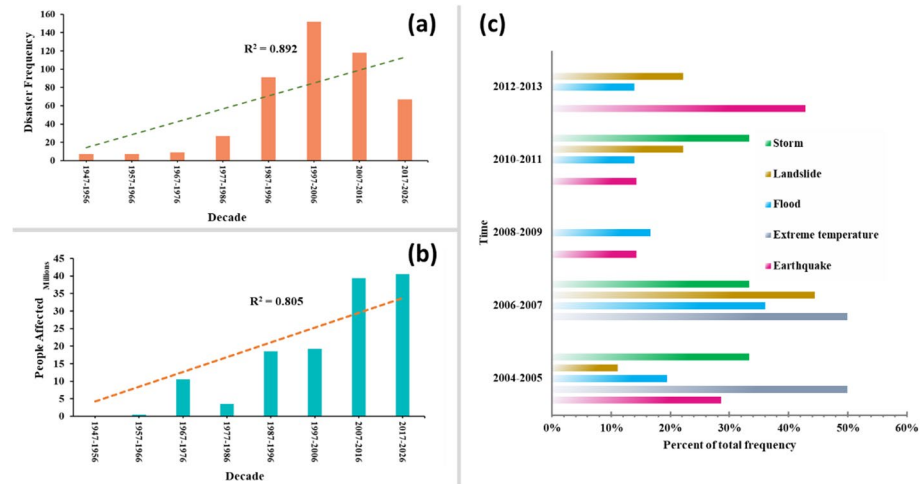 (a)
R² = 0.892
Disaster Frequency
160
140
120
100
80
60
40
20
0
1947-1956
1957-1966
1967-1976
1977-1986
1987-1996
1997-2006
2007-2016
2017-2026
Decade
(b)
R² = 0.805
People Affected
Millions
45
40
35
30
25
20
15
10
5
0
1947-1956
1957-1966
1967-1976
1977-1986
1987-1996
1997-2006
2007-2016
2017-2026
Decade
(c)
Time
2012-2013
2010-2011
2008-2009
2006-2007
2004-2005
Storm
Landslide
Flood
Extreme temperature
Earthquake
0% 10% 20% 30% 40% 50% 60%
Percent of total frequency